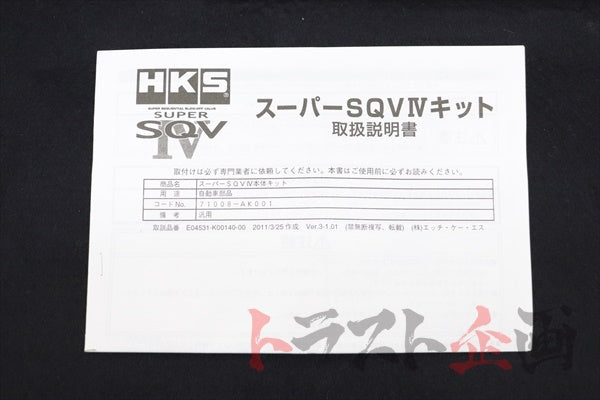 HKS
SUPER SEQUENTIAL BLOW OFF VALVE
SUPER
SQV
IV
スーパーSQVⅣキット
取扱説明書
取付けは必ず専門業者に依頼してください。本書はご使用前に必ずお読みください。
商品名 スーパーSQVⅣ本体キット
用 途 自動車部品
コードNo. 71008-AK001
備 考 汎用
取説品番 E04531-K00140-00 2011/3/25 作成 Ver.3-1.01 (禁無断複写、転載) (株)エッチ・ケー・エス
トラスト企画